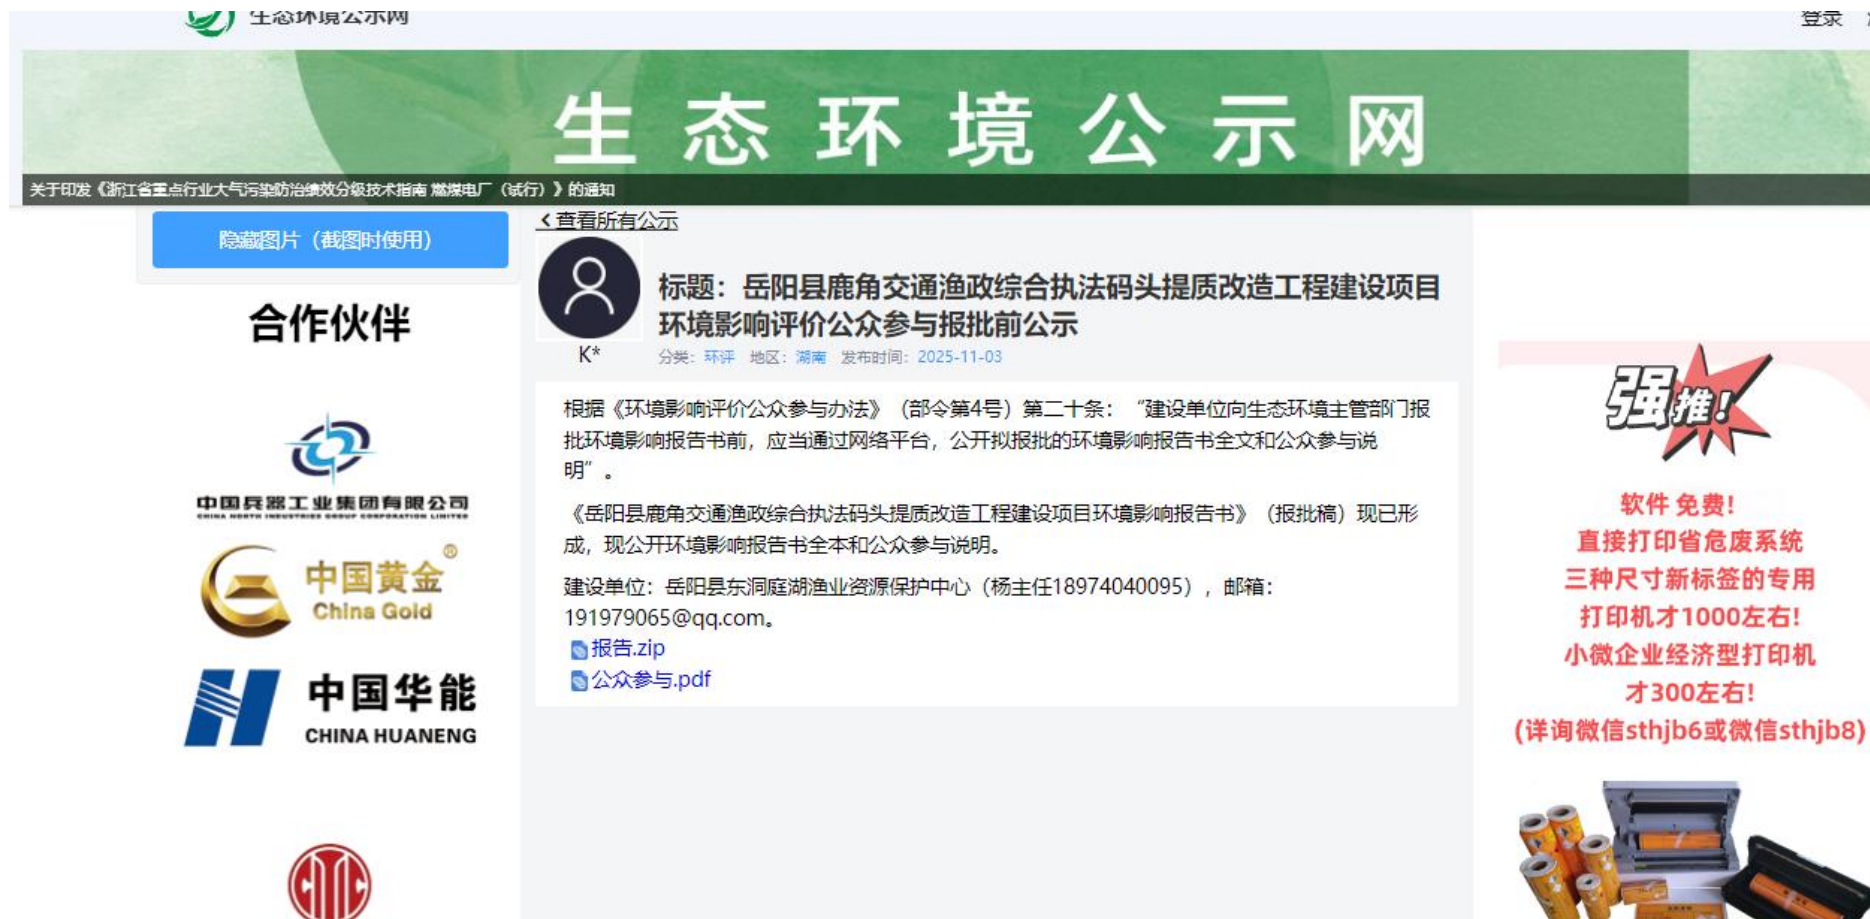 生态环境公示网
登录
生态环境公示网
关于印发《浙江省重点行业大气污染防治绩效分级技术指南 燃煤电厂（试行）》的通知
隐藏图片（截图时使用）
合作伙伴
中国兵器工业集团有限公司
CHINA NORTH INDUSTRIES GROUP CORPORATION LIMITED
中国黄金®
China Gold
中国华能
CHINA HUANENG
查看所有公示
K*
标题：岳阳县鹿角交通渔政综合执法码头提质改造工程建设项目
环境影响评价公众参与报批前公示
分类：环评 地区：湖南 发布时间：2025-11-03
根据《环境影响评价公众参与办法》（部令第4号）第二十条：“建设单位向生态环境主管部门报
批环境影响报告书前，应当通过网络平台，公开拟报批的环境影响报告书全文和公众参与说
明”。
《岳阳县鹿角交通渔政综合执法码头提质改造工程建设项目环境影响报告书》（报批稿）现已形
成，现公开环境影响报告书全本和公众参与说明。
建设单位：岳阳县东洞庭湖渔业资源保护中心（杨主任18974040095），邮箱：
191979065@qq.com。
报告.zip
公众参与.pdf
强推!
软件 免费!
直接打印省危废系统
三种尺寸新标签的专用
打印机才1000左右!
小微企业经济型打印机
才300左右!
(详询微信sthjb6或微信sthjb8)